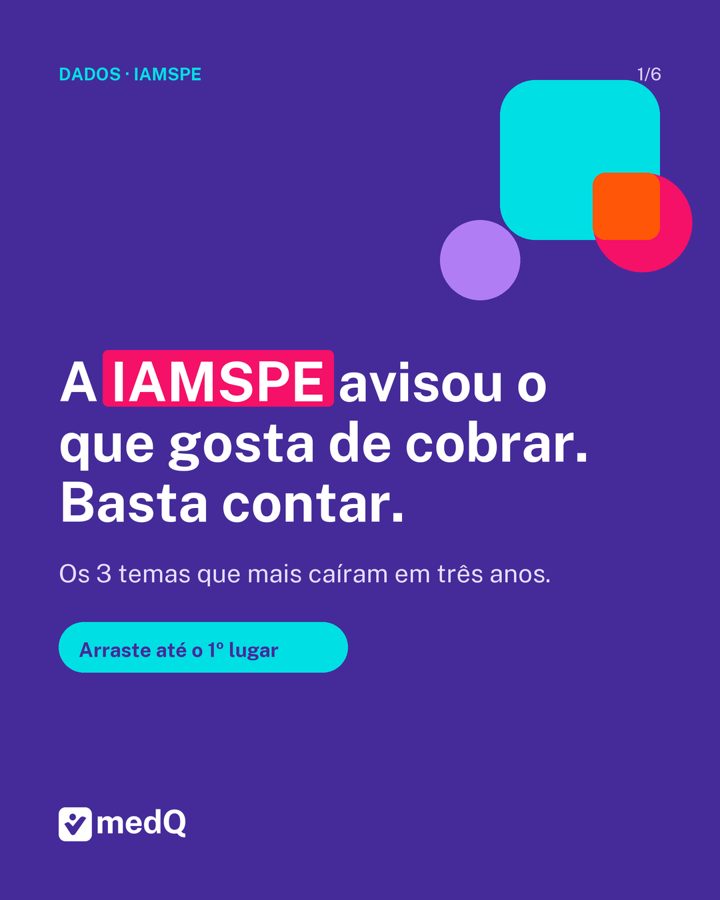 DADOS · IAMSPE
1/6
A IAMSPE avisou o
que gosta de cobrar.
Basta contar.
Os 3 temas que mais caíram em três anos.
Arraste até o 1º lugar
medQ